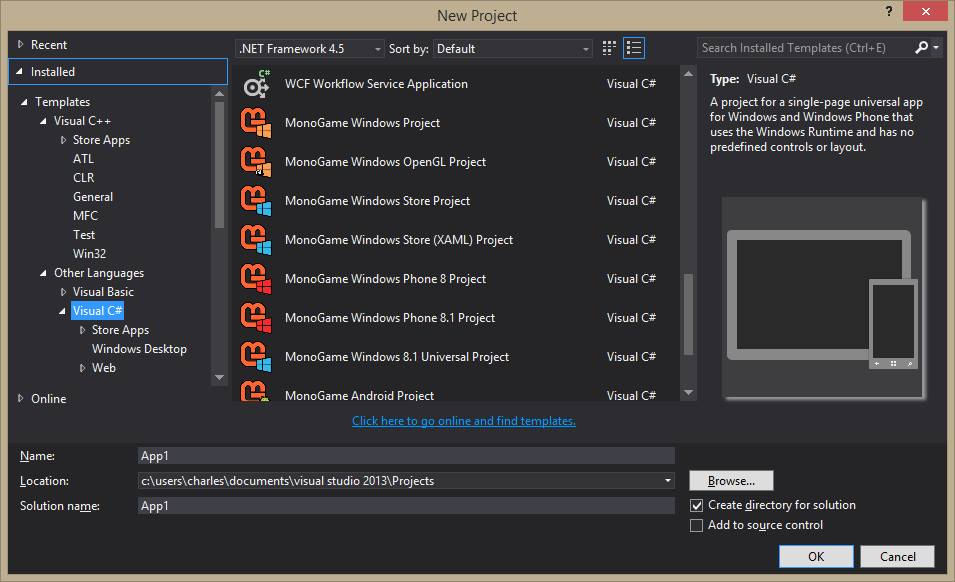 New Project
?
Recent
Installed
Templates
Visual C++
Store Apps
ATL
CLR
General
MFC
Test
Win32
Other Languages
Visual Basic
Visual C#
Store Apps
Windows Desktop
Web
Online
.NET Framework 4.5 Sort by: Default
C# WCF Workflow Service Application Visual C#
MonoGame Windows Project Visual C#
MonoGame Windows OpenGL Project Visual C#
MonoGame Windows Store Project Visual C#
MonoGame Windows Store (XAML) Project Visual C#
MonoGame Windows Phone 8 Project Visual C#
MonoGame Windows Phone 8.1 Project Visual C#
MonoGame Windows 8.1 Universal Project Visual C#
MonoGame Android Project Visual C#
Click here to go online and find templates.
Search Installed Templates (Ctrl+E)
Type: Visual C#
A project for a single-page universal app
for Windows and Windows Phone that
uses the Windows Runtime and has no
predefined controls or layout.
Name: App1
Location: c:\users\charles\documents\visual studio 2013\Projects
Browse...
Solution name: App1
Create directory for solution
Add to source control
OK Cancel